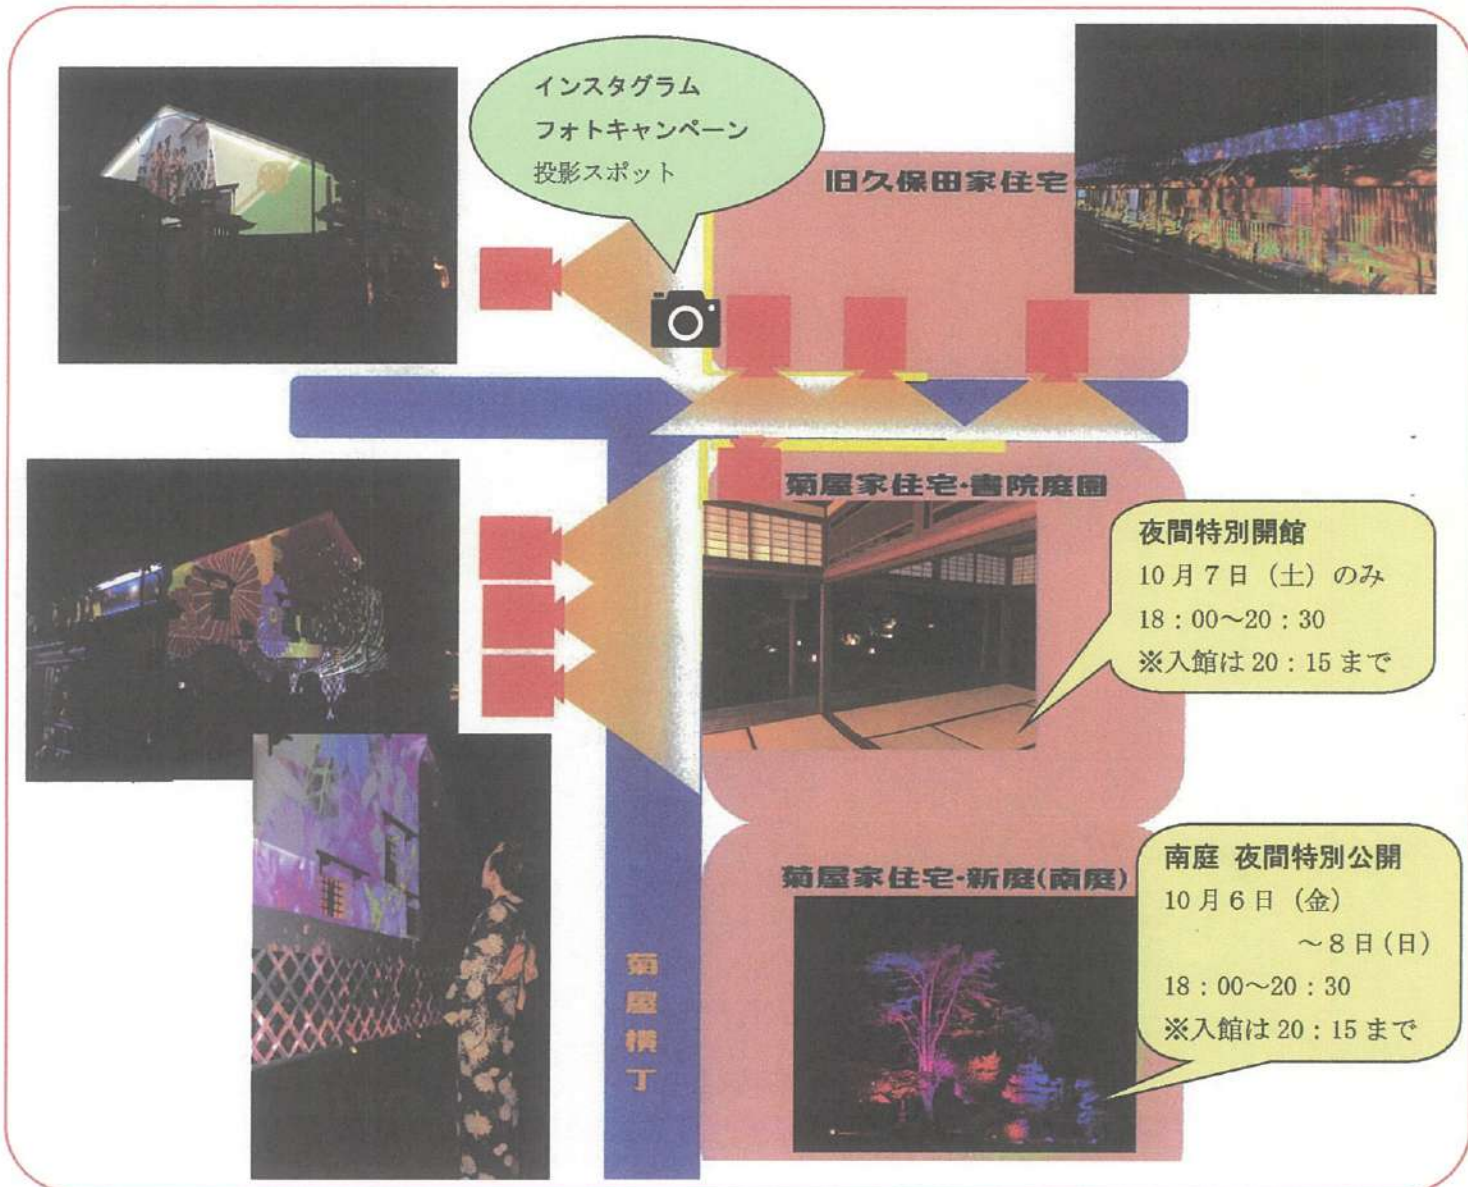 インスタグラム
フォトキャンペーン
投影スポット
旧久保田家住宅
菊屋家住宅・書院庭園
夜間特別開館
10月7日（土）のみ
18：00～20：30
※入館は20：15まで
菊屋家住宅・新庭(南庭)
南庭 夜間特別公開
10月6日（金）
～8日(日)
18：00～20：30
※入館は20：15まで
菊屋横丁